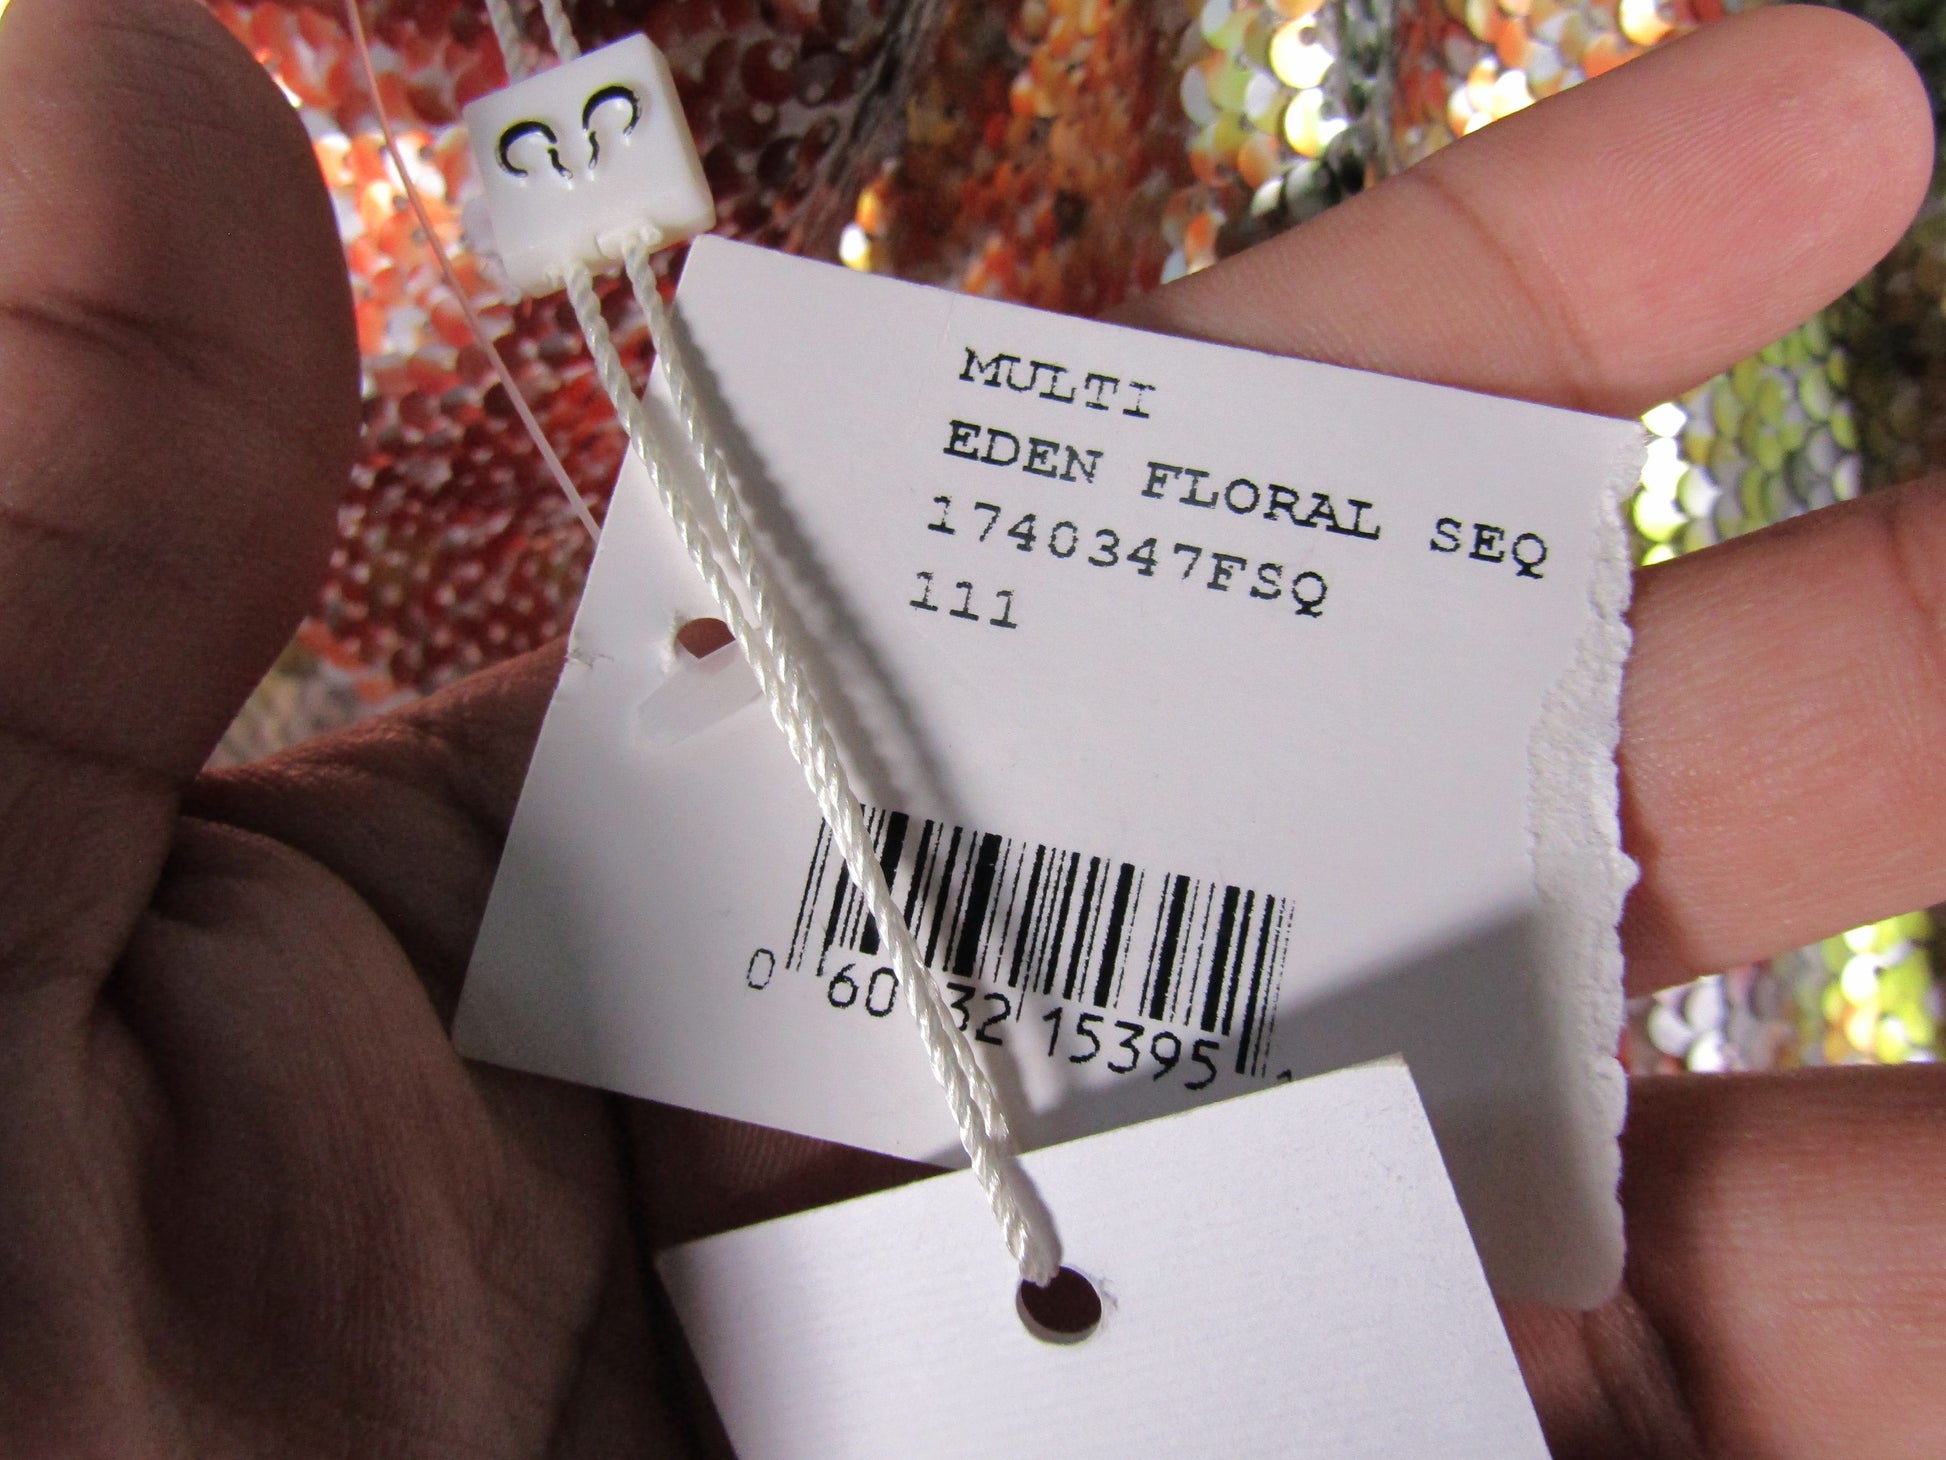 MULTI
EDEN FLORAL SEQ
1740347FSQ
111
0 60 32 15395